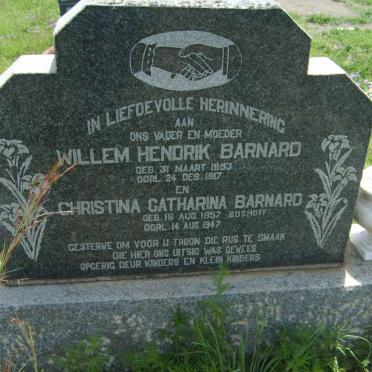 IN LIEFDEVOLLE HERINNERING
AAN
ONS VADER EN MOEDER
WILLEM HENDRIK BARNARD
GEB. 31 MAART 1853
OORL. 24 DES. 1917
EN
CHRISTINA CATHARINA BARNARD
GEB. 16 AUG 1857 BOSHOFF
OORL. 14 AUG 1947
GESTERWE OM VOOR U TROON DIE RUS TE SMAAK
DIE HIER ONS UITSIG WAS GEWEES
OPGERIG DEUR KINDERS EN KLEIN KINDERS